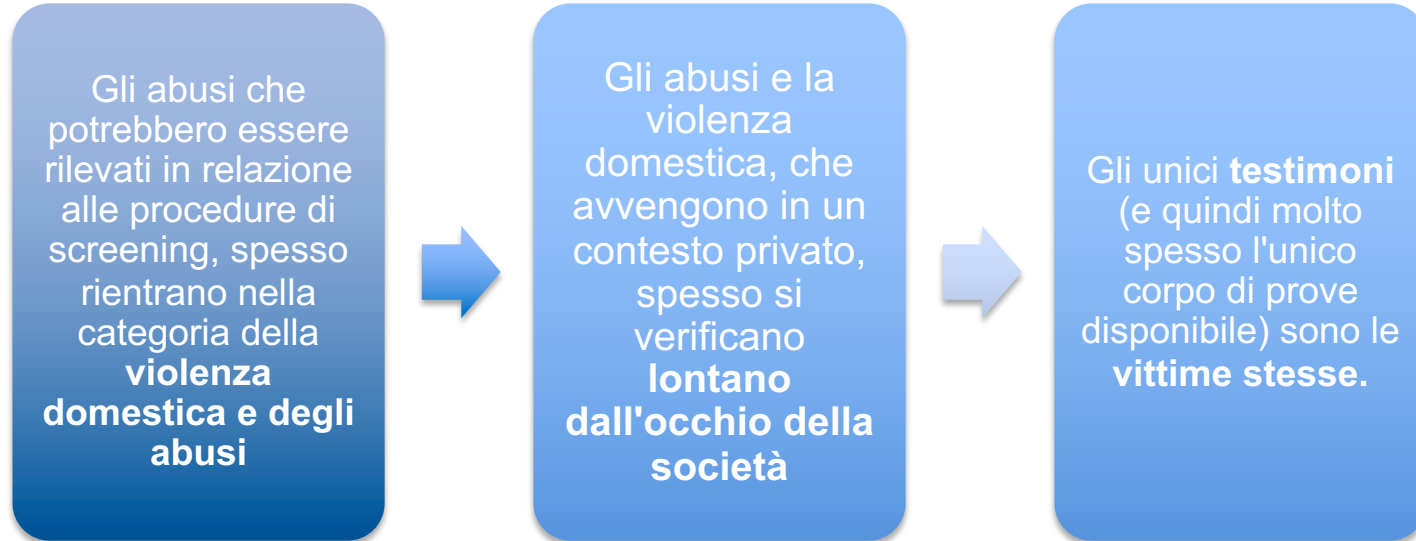 Gli abusi che
potrebbero essere
rilevati in relazione
alle procedure di
screening, spesso
rientrano nella
categoria della
violenza
domestica e degli
abusi
Gli abusi e la
violenza
domestica, che
avvengono in un
contesto privato,
spesso si
verificano
lontano
dall'occhio della
società
Gli unici testimoni
(e quindi molto
spesso l'unico
corpo di prove
disponibile) sono le
vittime stesse.